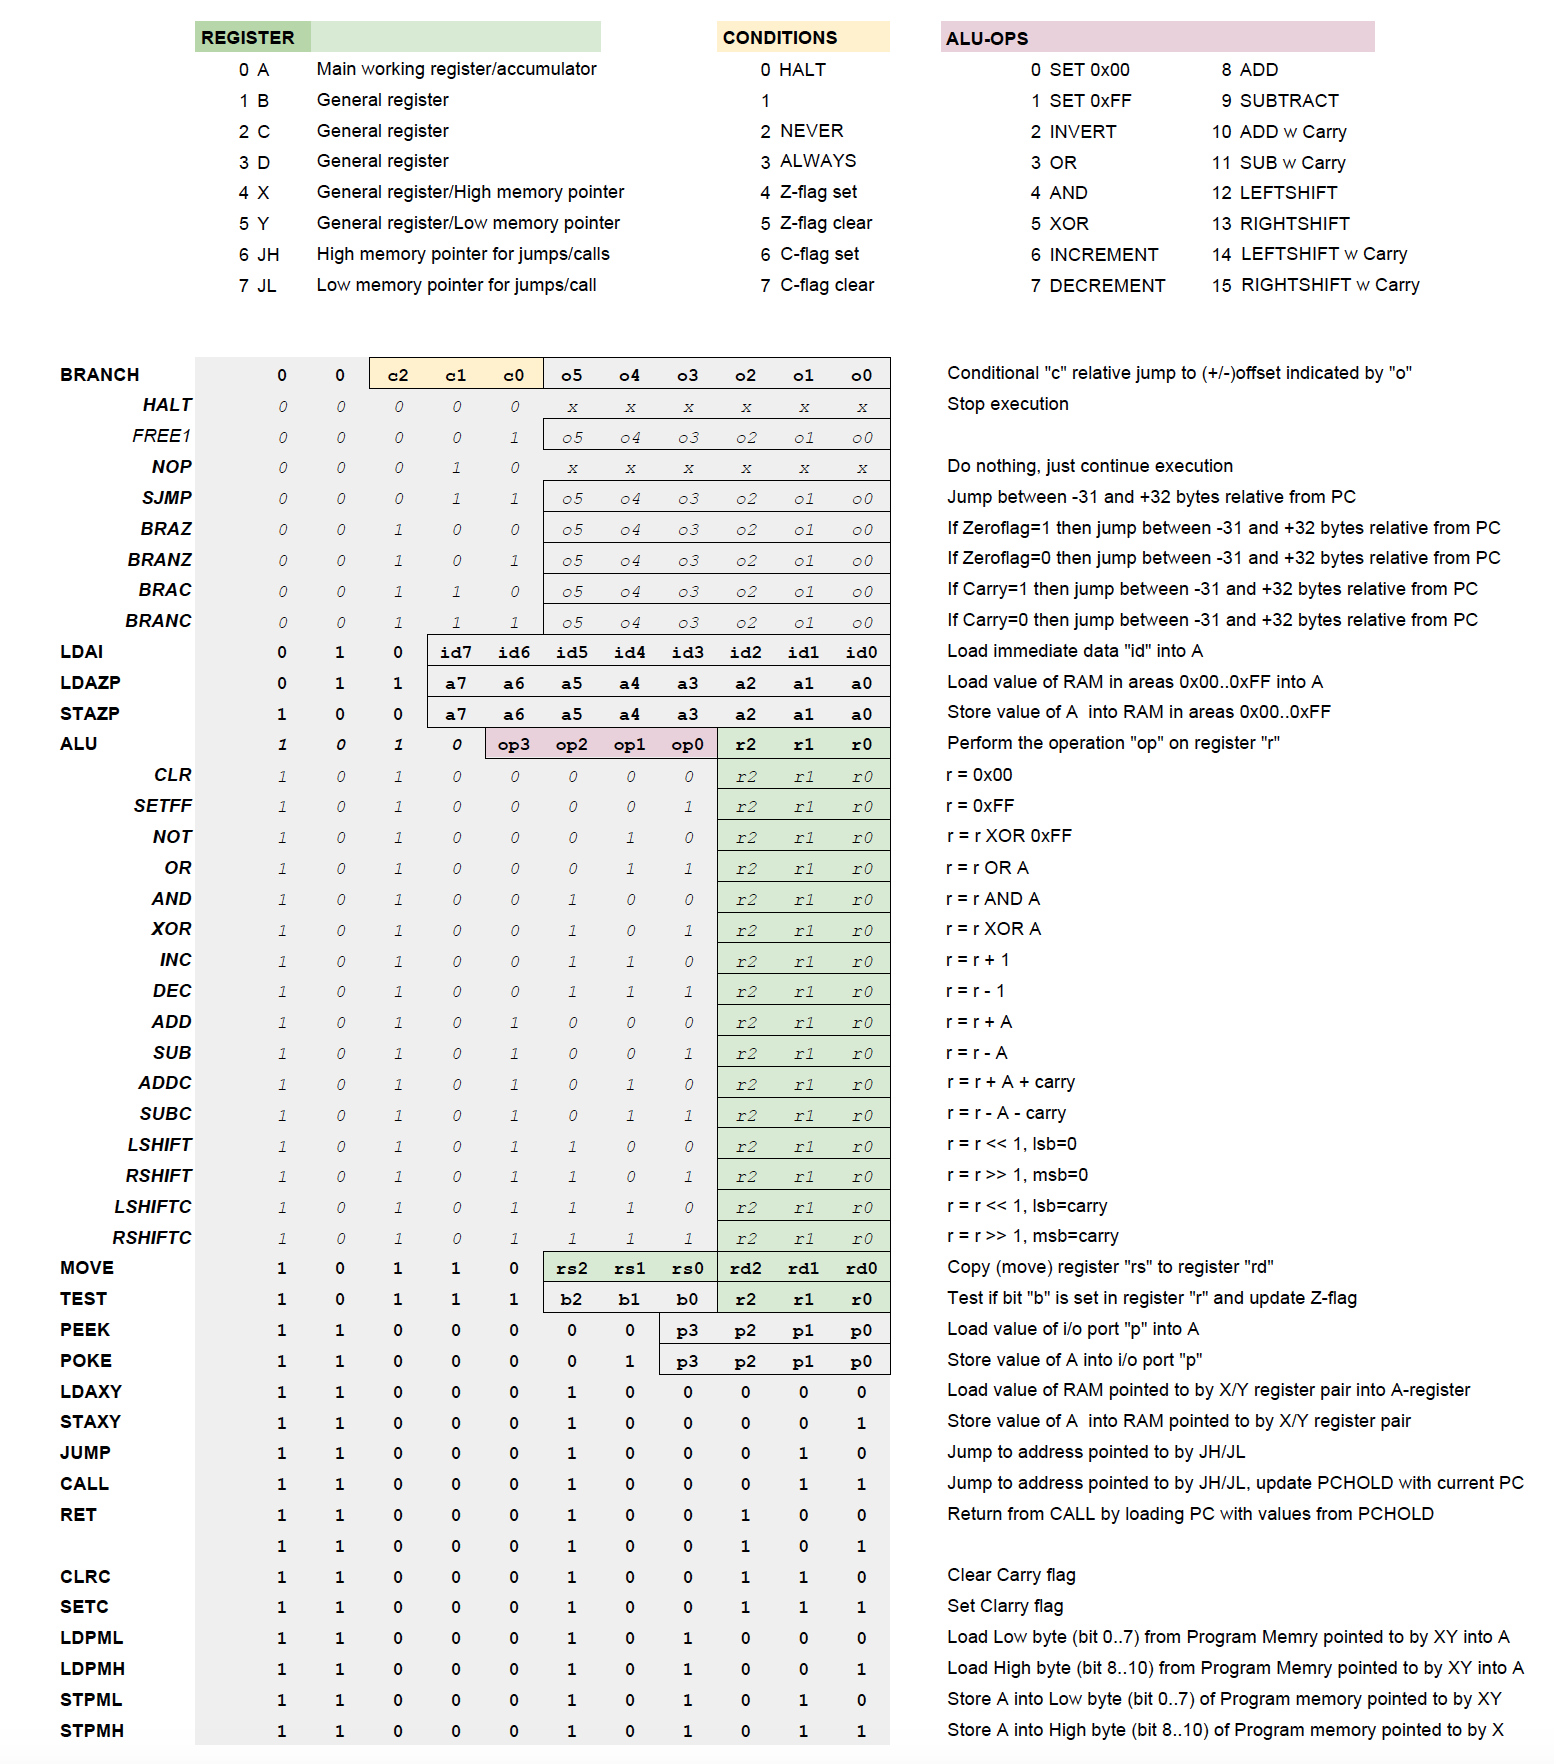 REGISTER CONDITIONS ALU-OPS
0 A Main working register/accumulator 0 HALT 0 SET 0x00 8 ADD
1 B General register 1 1 SET 0xFF 9 SUBTRACT
2 C General register 2 NEVER 2 INVERT 10 ADD w Carry
3 D General register 3 ALWAYS 3 OR 11 SUB w Carry
4 X General register/High memory pointer 4 Z-flag set 4 AND 12 LEFTSHIFT
5 Y General register/Low memory pointer 5 Z-flag clear 5 XOR 13 RIGHTSHIFT
6 JH High memory pointer for jumps/calls 6 C-flag set 6 INCREMENT 14 LEFTSHIFT w Carry
7 JL Low memory pointer for jumps/call 7 C-flag clear 7 DECREMENT 15 RIGHTSHIFT w Carry
BRANCH 0 0 c2 c1 c0 o5 o4 o3 o2 o1 o0 Conditional "c" relative jump to (+/-)offset indicated by "o"
HALT 0 0 0 0 0 x x x x x x Stop execution
FREE1 0 0 0 0 1 o5 o4 o3 o2 o1 o0
NOP 0 0 0 1 0 x x x x x x Do nothing, just continue execution
SJMP 0 0 0 1 1 o5 o4 o3 o2 o1 o0 Jump between -31 and +32 bytes relative from PC
BRAZ 0 0 1 0 0 o5 o4 o3 o2 o1 o0 If Zeroflag=1 then jump between -31 and +32 bytes relative from PC
BRANZ 0 0 1 0 1 o5 o4 o3 o2 o1 o0 If Zeroflag=0 then jump between -31 and +32 bytes relative from PC
BRAC 0 0 1 1 0 o5 o4 o3 o2 o1 o0 If Carry=1 then jump between -31 and +32 bytes relative from PC
BRANC 0 0 1 1 1 o5 o4 o3 o2 o1 o0 If Carry=0 then jump between -31 and +32 bytes relative from PC
LDAI 0 1 0 id7 id6 id5 id4 id3 id2 id1 id0 Load immediate data "id" into A
LDAZP 0 1 1 a7 a6 a5 a4 a3 a2 a1 a0 Load value of RAM in areas 0x00..0xFF into A
STAZP 1 0 0 a7 a6 a5 a4 a3 a2 a1 a0 Store value of A into RAM in areas 0x00..0xFF
ALU 1 0 1 0 op3 op2 op1 op0 r2 r1 r0 Perform the operation "op" on register "r"
CLR 1 0 1 0 0 0 0 0 r2 r1 r0 r = 0x00
SETFF 1 0 1 0 0 0 0 1 r2 r1 r0 r = 0xFF
NOT 1 0 1 0 0 0 1 0 r2 r1 r0 r = r XOR 0xFF
OR 1 0 1 0 0 0 1 1 r2 r1 r0 r = r OR A
AND 1 0 1 0 0 1 0 0 r2 r1 r0 r = r AND A
XOR 1 0 1 0 0 1 0 1 r2 r1 r0 r = r XOR A
INC 1 0 1 0 0 1 1 0 r2 r1 r0 r = r + 1
DEC 1 0 1 0 0 1 1 1 r2 r1 r0 r = r - 1
ADD 1 0 1 0 1 0 0 0 r2 r1 r0 r = r + A
SUB 1 0 1 0 1 0 0 1 r2 r1 r0 r = r - A
ADDC 1 0 1 0 1 0 1 0 r2 r1 r0 r = r + A + carry
SUBC 1 0 1 0 1 0 1 1 r2 r1 r0 r = r - A - carry
LSHIFT 1 0 1 0 1 1 0 0 r2 r1 r0 r = r << 1, lsb=0
RSHIFT 1 0 1 0 1 1 0 1 r2 r1 r0 r = r >> 1, msb=0
LSHIFTC 1 0 1 0 1 1 1 0 r2 r1 r0 r = r << 1, lsb=carry
RSHIFTC 1 0 1 0 1 1 1 1 r2 r1 r0 r = r >> 1, msb=carry
MOVE 1 0 1 1 0 rs2 rs1 rs0 rd2 rd1 rd0 Copy (move) register "rs" to register "rd"
TEST 1 0 1 1 1 b2 b1 b0 r2 r1 r0 Test if bit "b" is set in register "r" and update Z-flag
PEEK 1 1 0 0 0 0 0 p3 p2 p1 p0 Load value of i/o port "p" into A
POKE 1 1 0 0 0 0 1 p3 p2 p1 p0 Store value of A into i/o port "p"
LDAXY 1 1 0 0 0 1 0 0 0 0 0 Load value of RAM pointed to by X/Y register pair into A-register
STAXY 1 1 0 0 0 1 0 0 0 0 1 Store value of A into RAM pointed to by X/Y register pair
JUMP 1 1 0 0 0 1 0 0 0 1 0 Jump to address pointed to by JH/JL
CALL 1 1 0 0 0 1 0 0 0 1 1 Jump to address pointed to by JH/JL, update PCHOLD with current PC
RET 1 1 0 0 0 1 0 0 1 0 0 Return from CALL by loading PC with values from PCHOLD
1 1 0 0 0 1 0 0 1 0 1
CLRC 1 1 0 0 0 1 0 0 1 1 0 Clear Carry flag
SETC 1 1 0 0 0 1 0 0 1 1 1 Set Clarry flag
LDPML 1 1 0 0 0 1 0 1 0 0 0 Load Low byte (bit 0..7) from Program Memry pointed to by XY into A
LDPMH 1 1 0 0 0 1 0 1 0 0 1 Load High byte (bit 8..10) from Program Memry pointed to by XY into A
STPML 1 1 0 0 0 1 0 1 0 1 0 Store A into Low byte (bit 0..7) of Program memory pointed to by XY
STPMH 1 1 0 0 0 1 0 1 0 1 1 Store A into High byte (bit 8..10) of Program memory pointed to by X